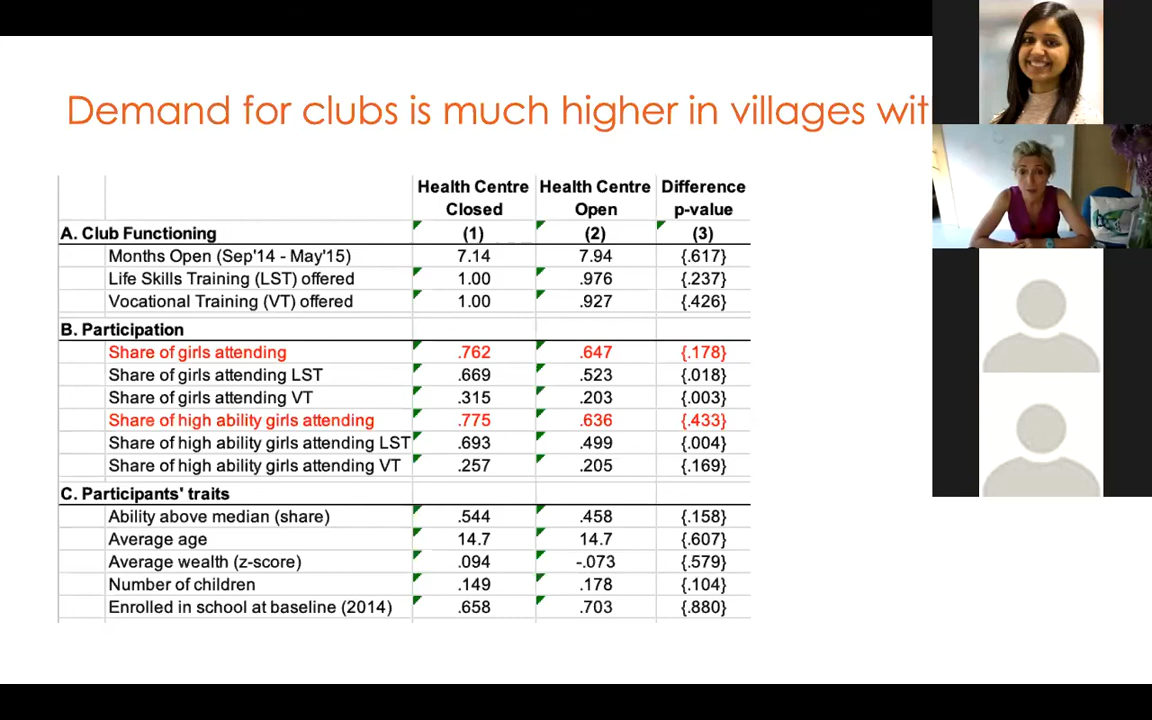 Demand for clubs is much higher in villages wit
Health Centre Health Centre Difference
Closed Open p-value
A. Club Functioning (1) (2) (3)
Months Open (Sep'14 - May'15) 7.14 7.94 {.617}
Life Skills Training (LST) offered 1.00 .976 {.237}
Vocational Training (VT) offered 1.00 .927 {.426}
B. Participation
Share of girls attending .762 .647 {.178}
Share of girls attending LST .669 .523 {.018}
Share of girls attending VT .315 .203 {.003}
Share of high ability girls attending .775 .636 {.433}
Share of high ability girls attending LST .693 .499 {.004}
Share of high ability girls attending VT .257 .205 {.169}
C. Participants' traits
Ability above median (share) .544 .458 {.158}
Average age 14.7 14.7 {.607}
Average wealth (z-score) .094 -.073 {.579}
Number of children .149 .178 {.104}
Enrolled in school at baseline (2014) .658 .703 {.880}